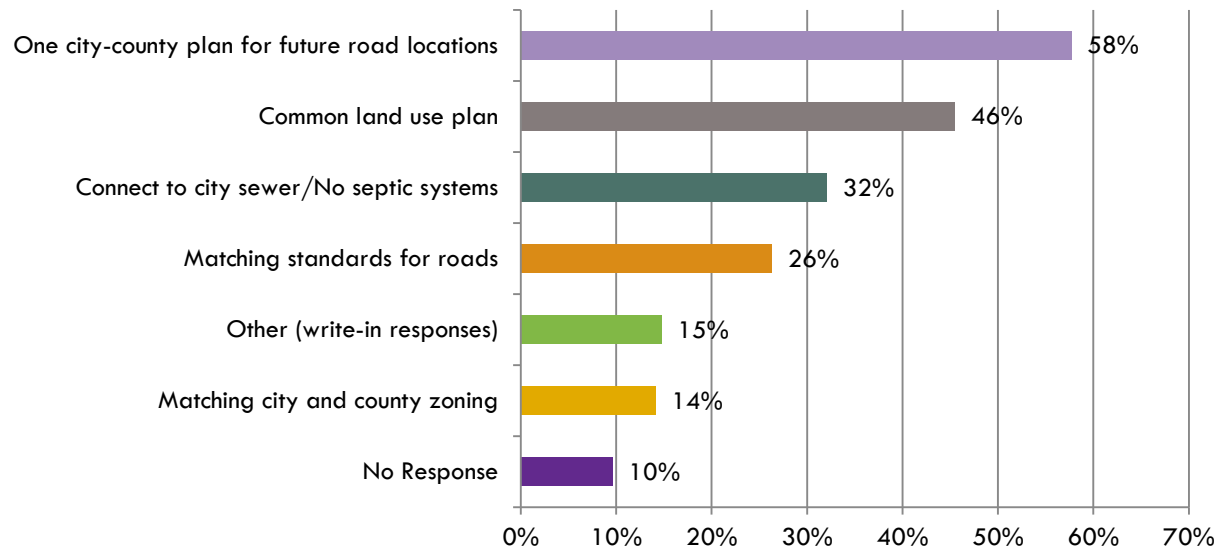 One city-county plan for future road locations
58%
Common land use plan
46%
Connect to city sewer/No septic systems
32%
Matching standards for roads
26%
Other (write-in responses)
15%
Matching city and county zoning
14%
No Response
10%
0% 10% 20% 30% 40% 50% 60% 70%